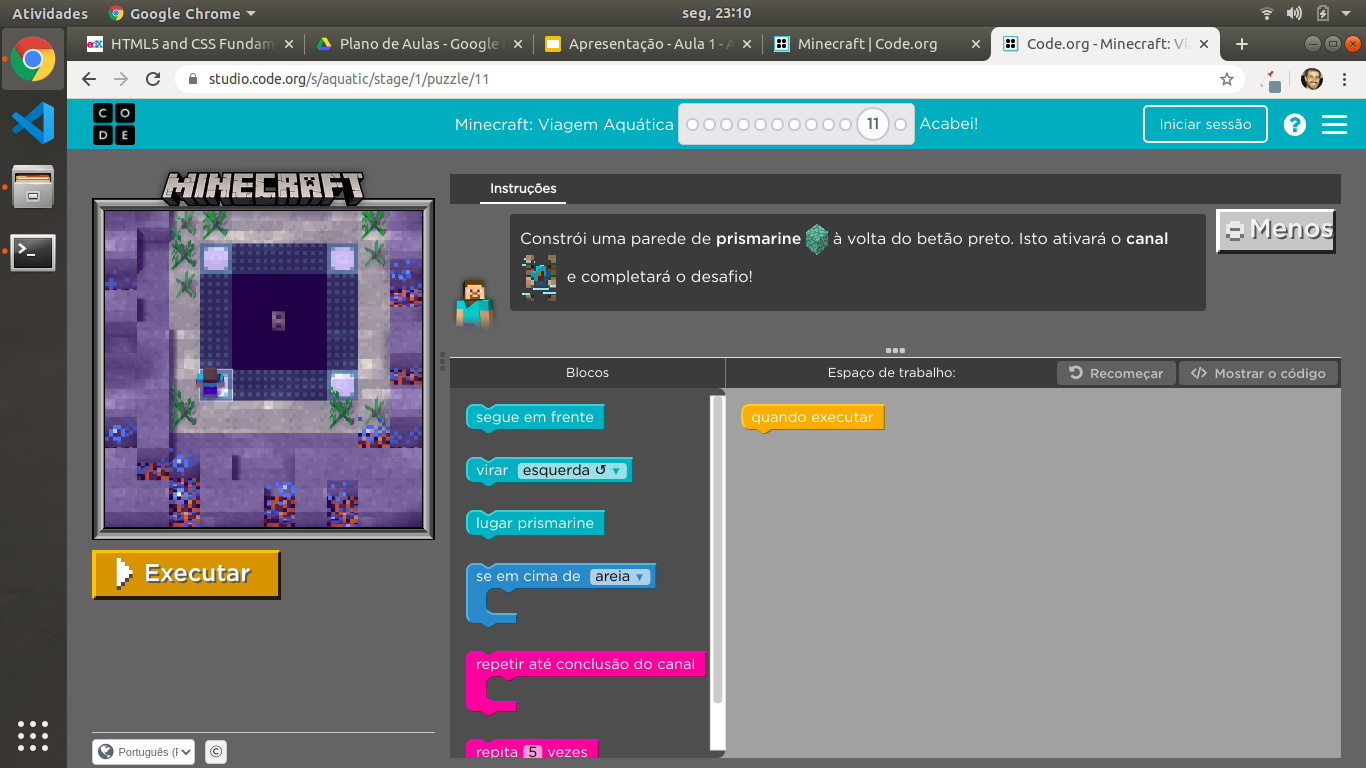 Atividades
Google Chrome
seg, 23:10
edX
HTML5 and CSS Fundam
Plano de Aulas - Google
Apresentação - Aula 1 - A
Minecraft | Code.org
Code.org - Minecraft: Via
studio.code.org/s/aquatic/stage/1/puzzle/11
C O
D E
Minecraft: Viagem Aquática
11
Acabei!
Iniciar sessão
?
MINECRAFT
Instruções
Constrói uma parede de prismarine à volta do betão preto. Isto ativará o canal
e completará o desafio!
Menos
Blocos
Espaço de trabalho:
Recomeçar
</> Mostrar o código
segue em frente
quando executar
virar esquerda ↺ ▾
lugar prismarine
se em cima de areia ▾
Executar
repetir até conclusão do canal
repita 5 vezes
Português (F
©